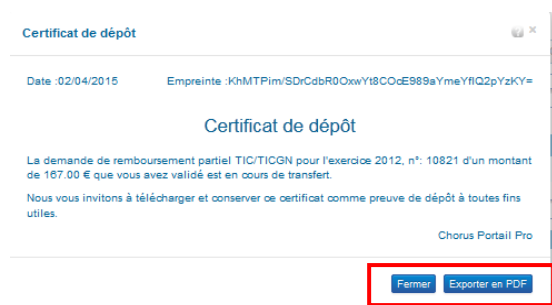 Certificat de dépôt
Date :02/04/2015 Empreinte :KhMTPim/SDrCdbR0OxwYt8COcE989aYmeYflQ2pYzKY=
Certificat de dépôt
La demande de remboursement partiel TIC/TICGN pour l'exercice 2012, n°: 10821 d'un montant
de 167.00 € que vous avez validé est en cours de transfert.
Nous vous invitons à télécharger et conserver ce certificat comme preuve de dépôt à toutes fins
utiles.
Chorus Portail Pro
Fermer Exporter en PDF